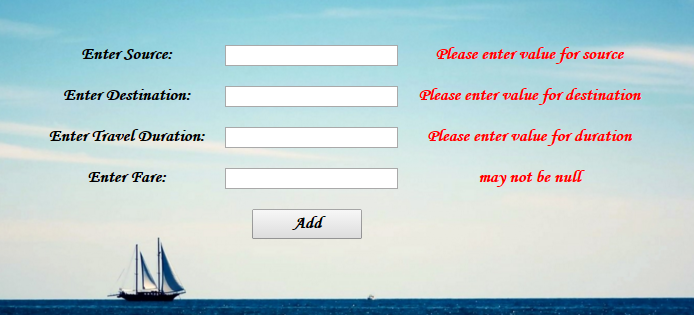 Enter Source: Please enter value for source
Enter Destination: Please enter value for destination
Enter Travel Duration: Please enter value for duration
Enter Fare: may not be null
Add